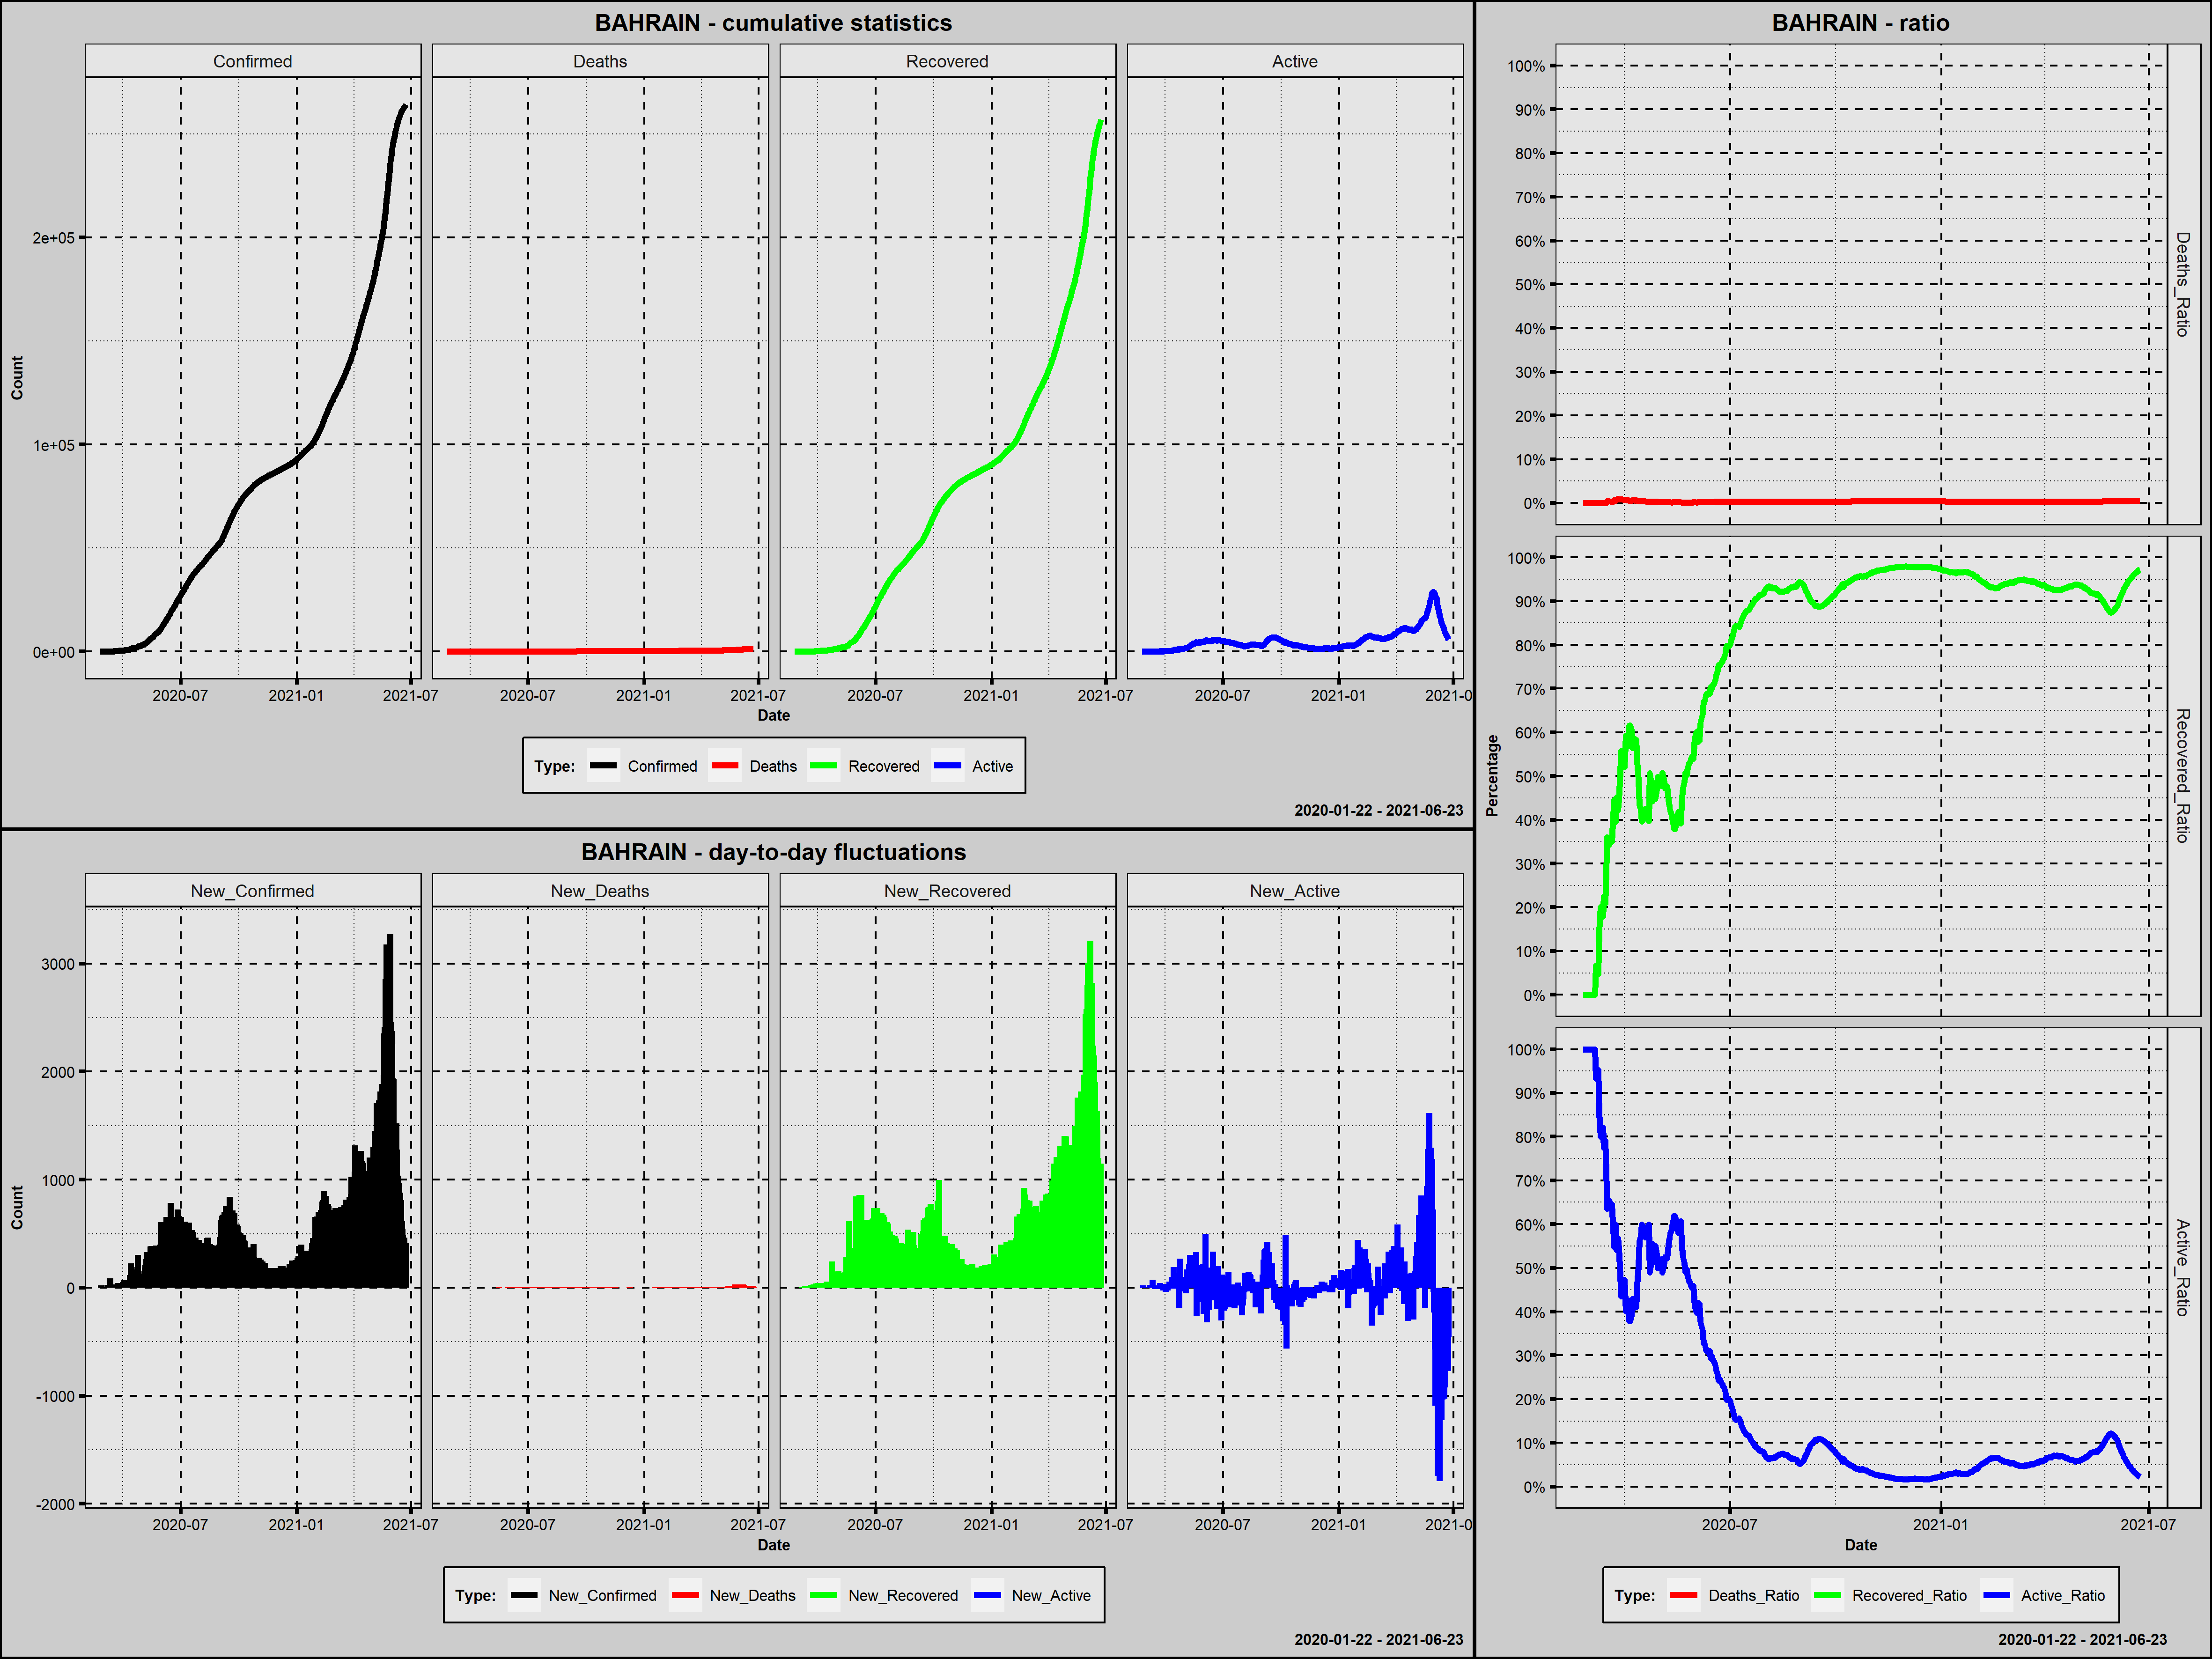 BAHRAIN - cumulative statistics
Confirmed Deaths Recovered Active
Count
2e+05
1e+05
0e+00
2020-07 2021-01 2021-07 2020-07 2021-01 2021-07 2020-07 2021-01 2021-07 2020-07 2021-01 2021-0
Date
Type: Confirmed Deaths Recovered Active
2020-01-22 - 2021-06-23
BAHRAIN - day-to-day fluctuations
New_Confirmed New_Deaths New_Recovered New_Active
Count
3000
2000
1000
0
-1000
-2000
2020-07 2021-01 2021-07 2020-07 2021-01 2021-07 2020-07 2021-01 2021-07 2020-07 2021-01 2021-0
Date
Type: New_Confirmed New_Deaths New_Recovered New_Active
2020-01-22 - 2021-06-23
BAHRAIN - ratio
Percentage
100%
90%
80%
70%
60%
50%
40%
30%
20%
10%
0%
Deaths_Ratio
100%
90%
80%
70%
60%
50%
40%
30%
20%
10%
0%
Recovered_Ratio
100%
90%
80%
70%
60%
50%
40%
30%
20%
10%
0%
Active_Ratio
2020-07 2021-01 2021-07
Date
Type: Deaths_Ratio Recovered_Ratio Active_Ratio
2020-01-22 - 2021-06-23